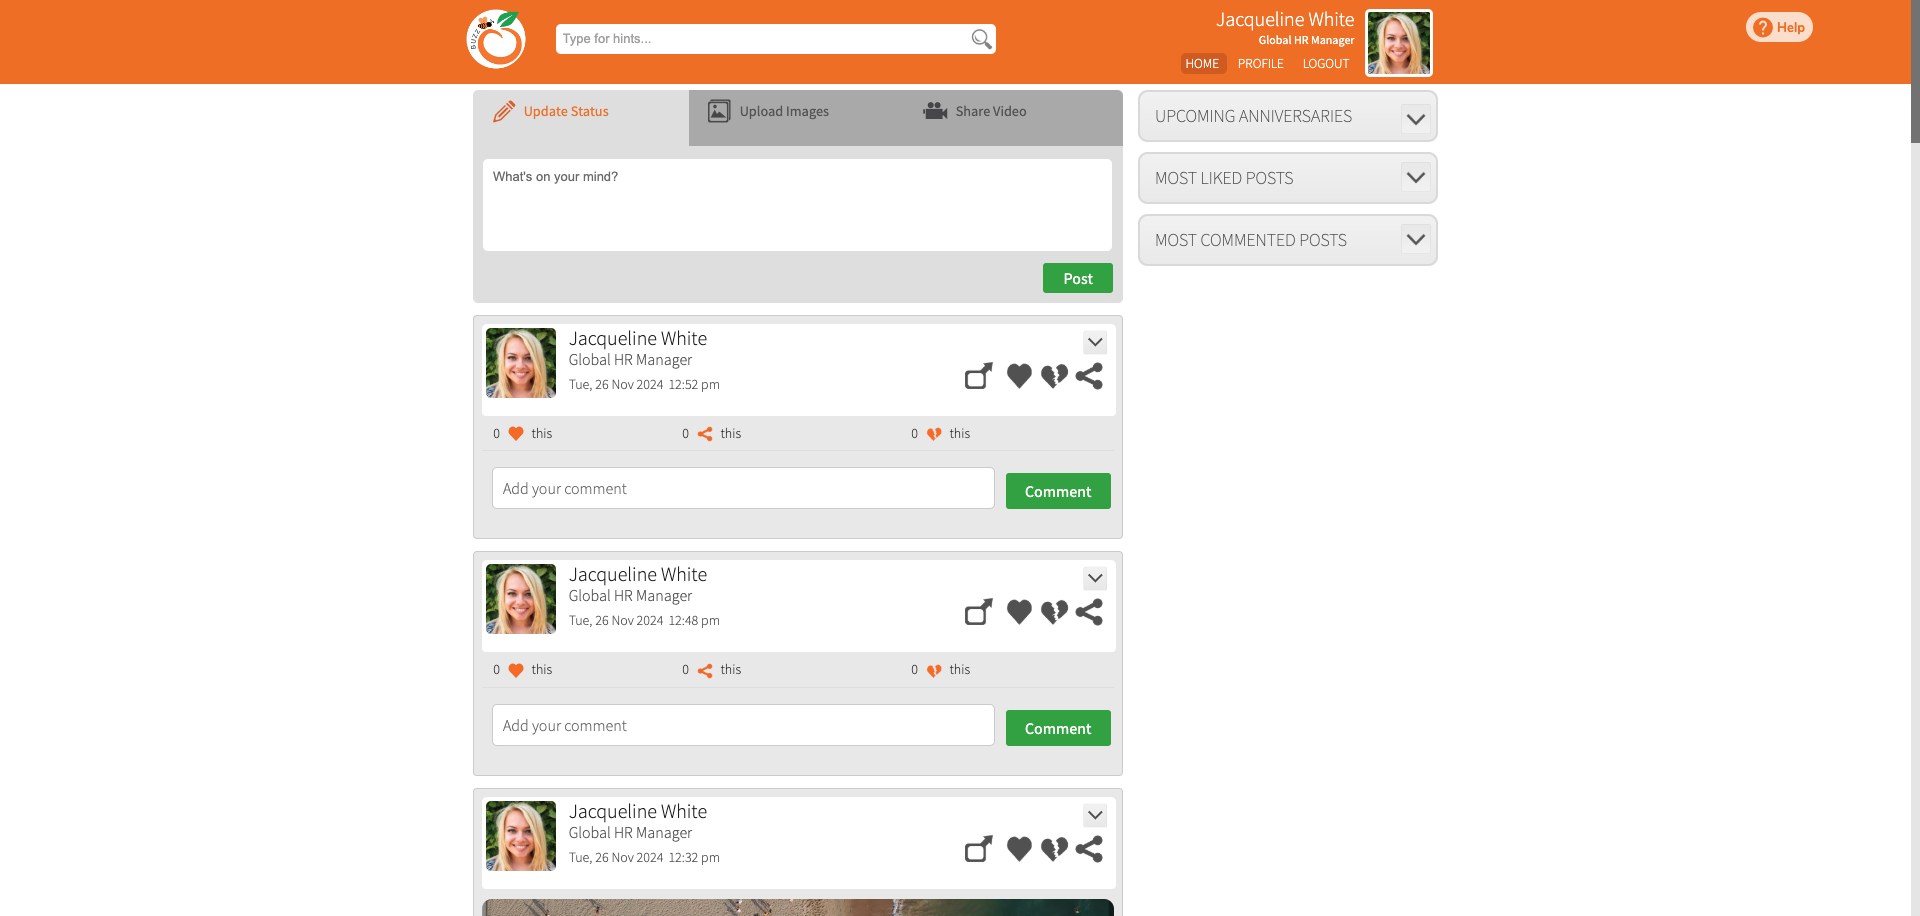 BUZZ
Type for hints...
Jacqueline White
Global HR Manager
HOME PROFILE LOGOUT
Help
Update Status
Upload Images
Share Video
What's on your mind?
Post
UPCOMING ANNIVERSARIES
MOST LIKED POSTS
MOST COMMENTED POSTS
Jacqueline White
Global HR Manager
Tue, 26 Nov 2024 12:52 pm
0 this 0 this 0 this
Add your comment
Comment
Jacqueline White
Global HR Manager
Tue, 26 Nov 2024 12:48 pm
0 this 0 this 0 this
Add your comment
Comment
Jacqueline White
Global HR Manager
Tue, 26 Nov 2024 12:32 pm